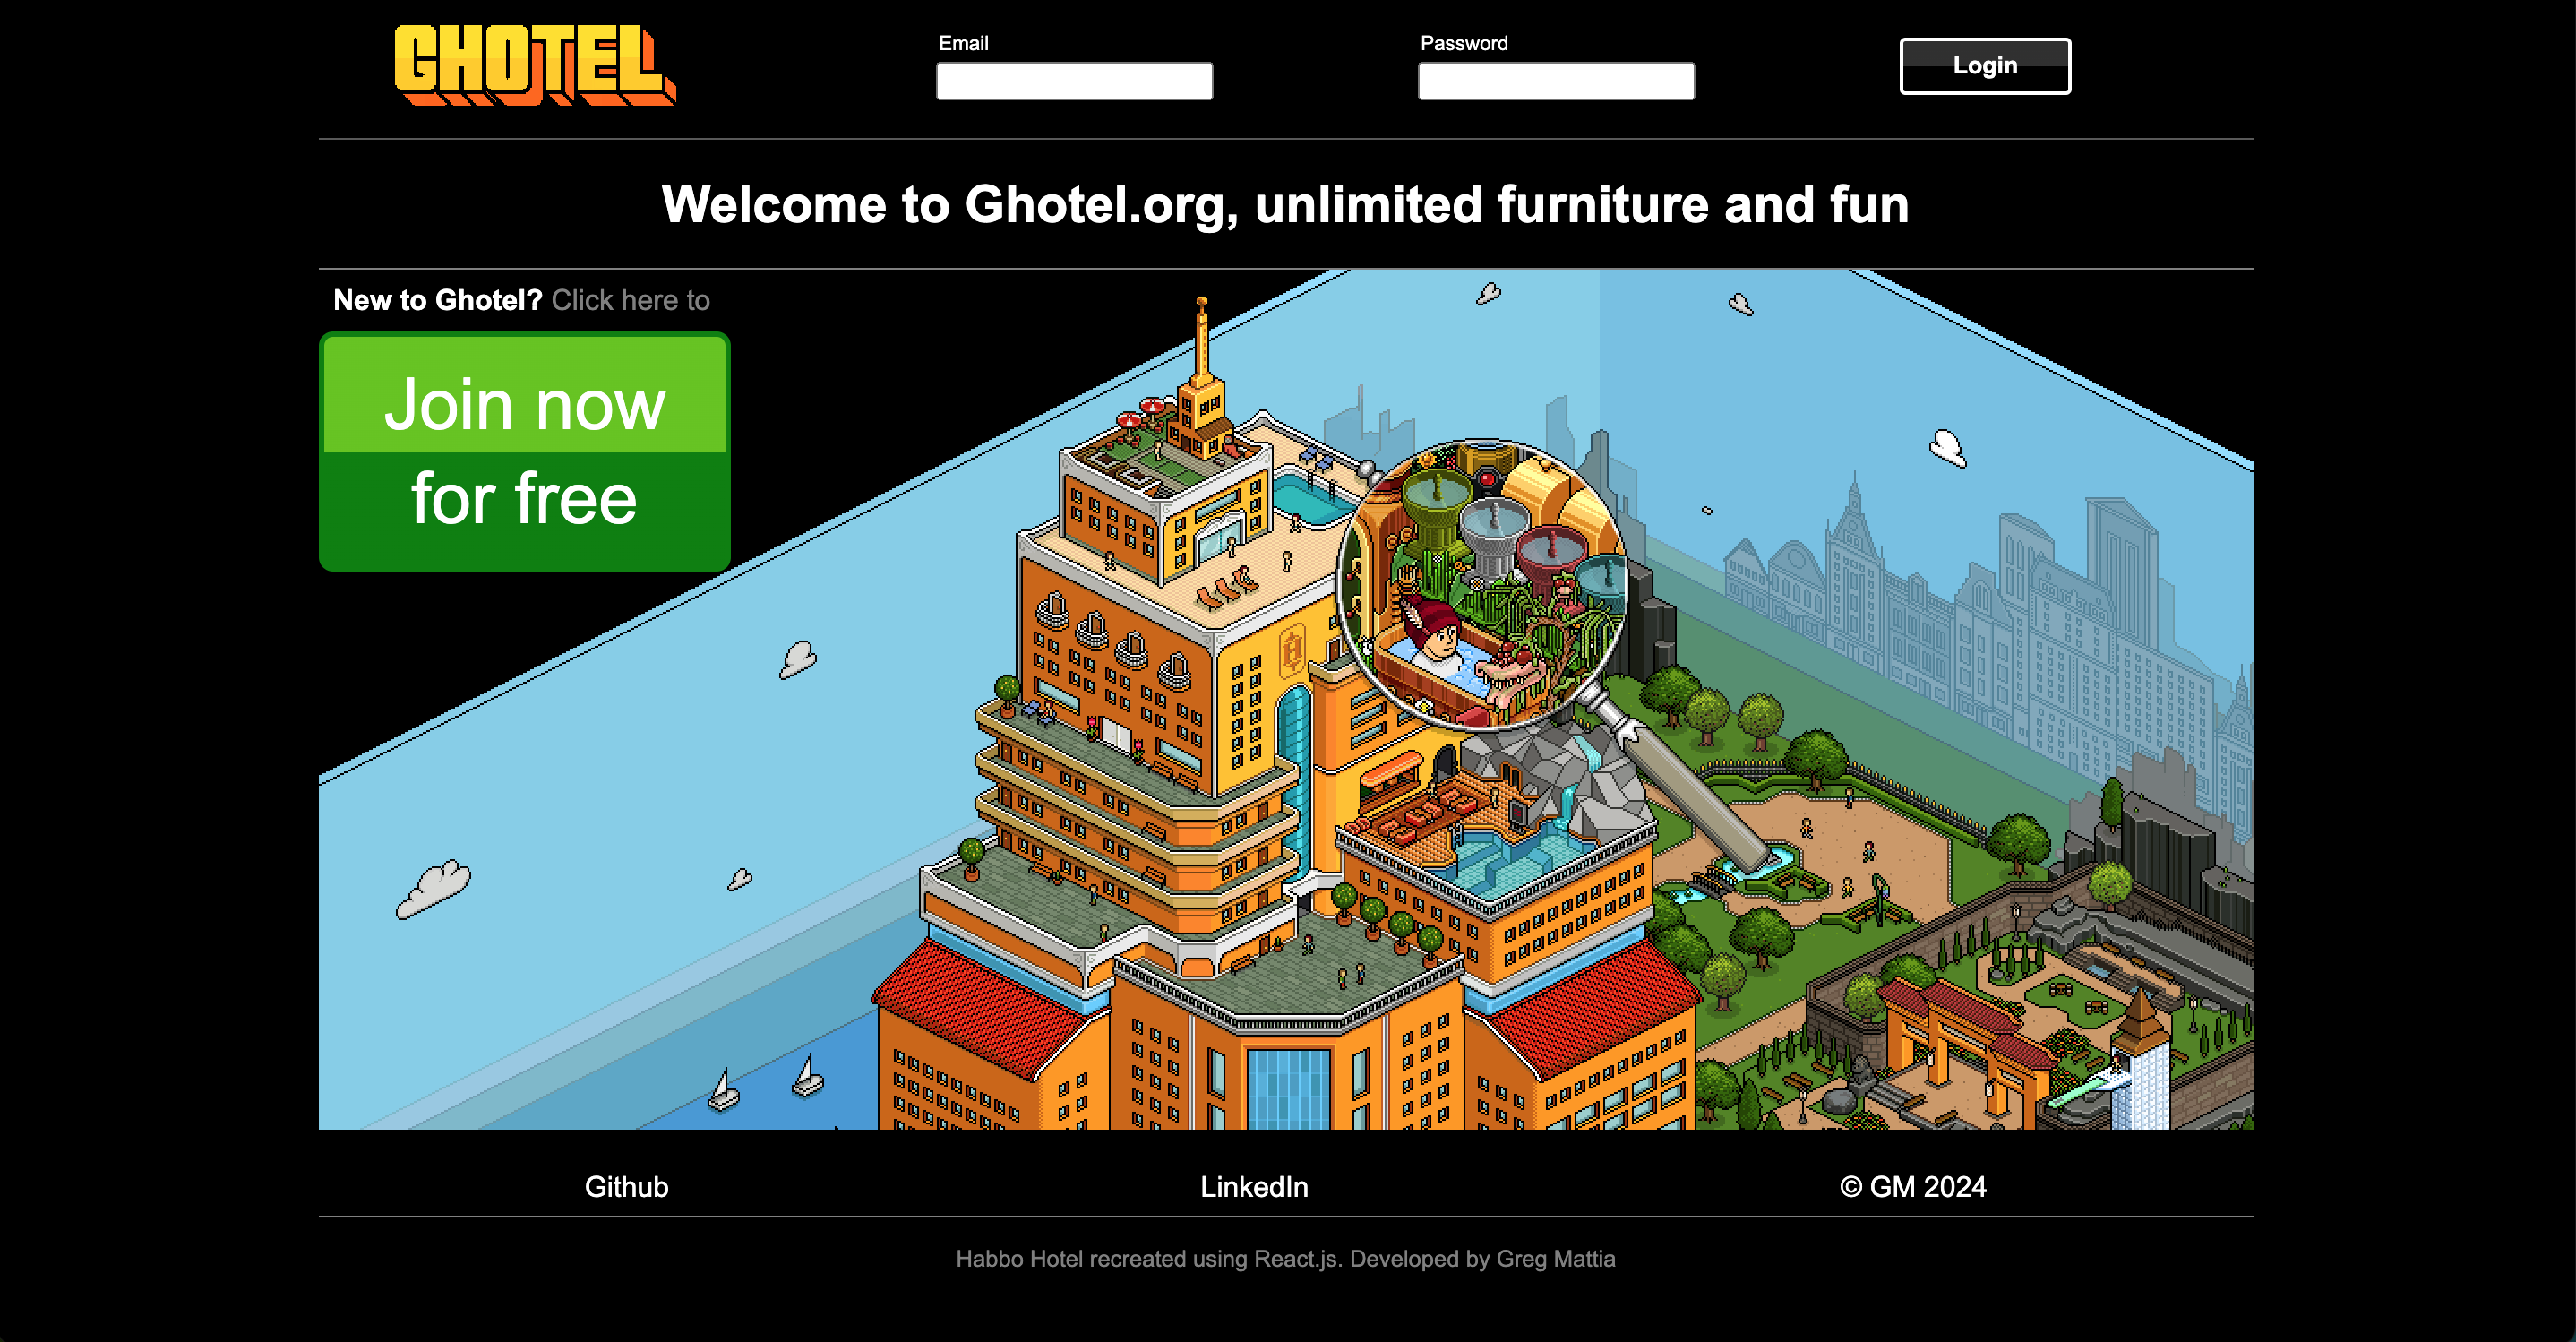 GHOTEL
Email
Password
Login
Welcome to Ghotel.org, unlimited furniture and fun
New to Ghotel? Click here to
Join now
for free
Github
LinkedIn
© GM 2024
Habbo Hotel recreated using React.js. Developed by Greg Mattia